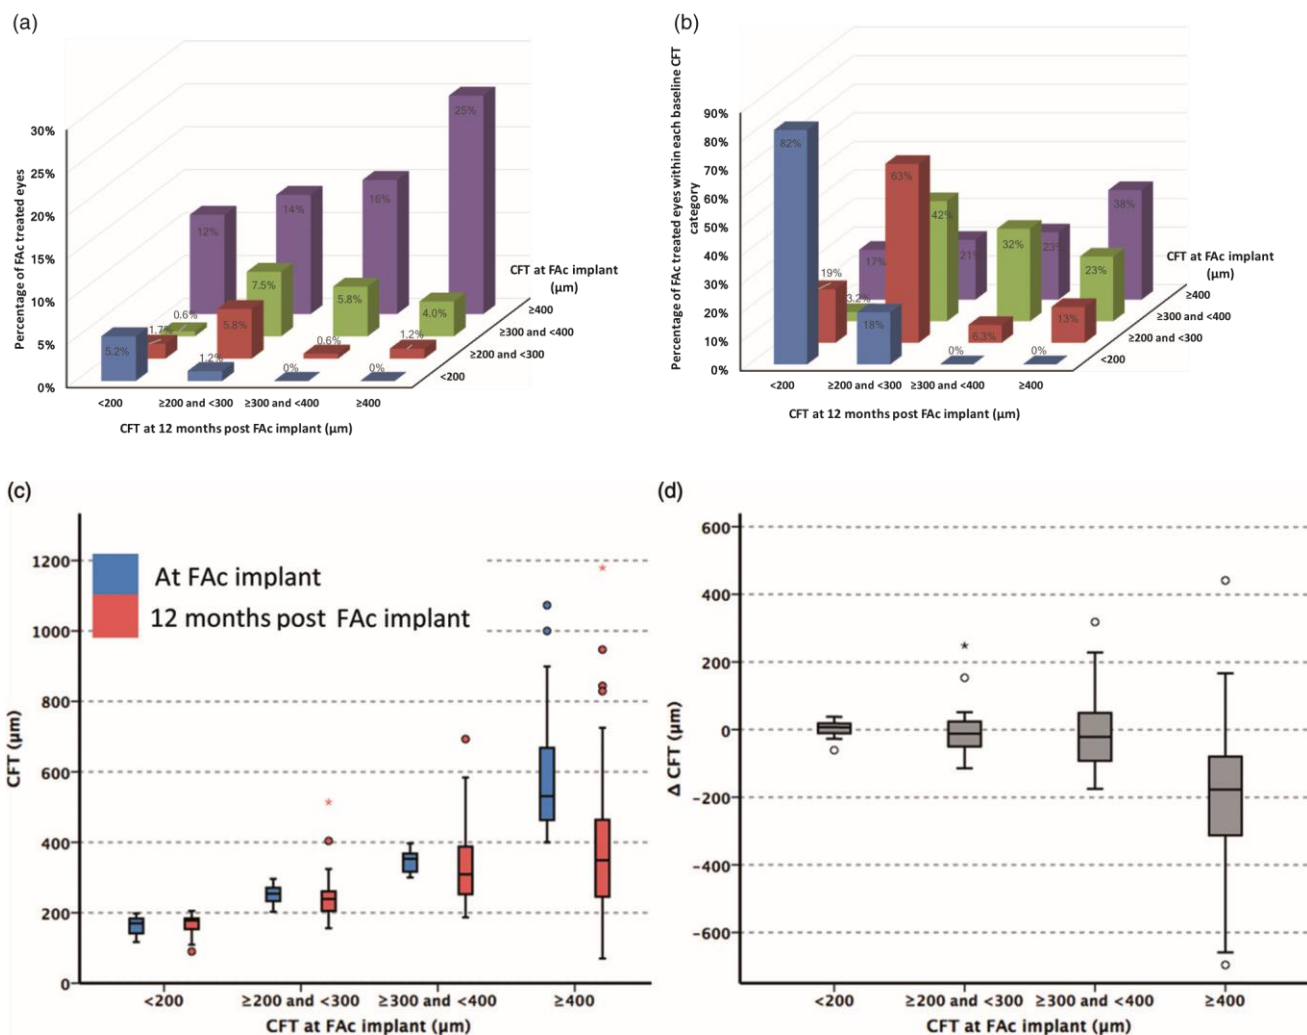 (a)
Percentage of FAc treated eyes
30%
25%
20%
15%
10%
5%
0%
12%
14%
16%
25%
0.6%
7.5%
5.8%
4.0%
1.7%
5.8%
0.6%
1.2%
5.2%
1.2%
0%
0%
CFT at FAc implant
(µm)
≥400
≥300 and <400
≥200 and <300
<200
<200
≥200 and <300
≥300 and <400
≥400
CFT at 12 months post FAc implant (µm)
(b)
Percentage of FAc treated eyes within each baseline CFT
category
90%
80%
70%
60%
50%
40%
30%
20%
10%
0%
17%
21%
23%
38%
3.2%
42%
32%
23%
19%
63%
6.3%
13%
82%
18%
0%
0%
CFT at FAc implant
(µm)
≥400
≥300 and <400
≥200 and <300
<200
<200
≥200 and <300
≥300 and <400
≥400
CFT at 12 months post FAc implant (µm)
(c)
CFT (µm)
1200
1000
800
600
400
200
0
At FAc implant
12 months post FAc implant
<200
≥200 and <300
≥300 and <400
≥400
CFT at FAc implant (µm)
(d)
Δ CFT (µm)
600
400
200
0
-200
-400
-600
<200
≥200 and <300
≥300 and <400
≥400
CFT at FAc implant (µm)